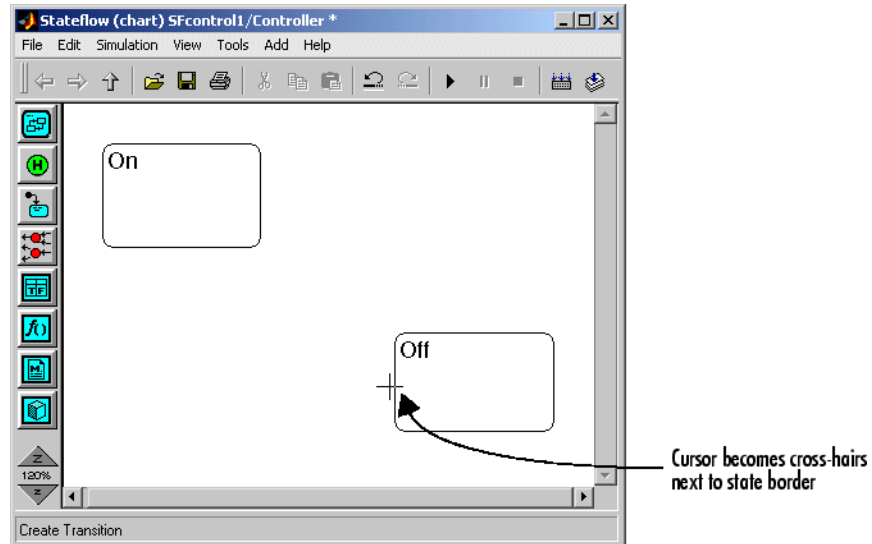 Stateflow (chart) SFcontrol1/Controller *
File Edit Simulation View Tools Add Help
H
On
TF
f()
M
Off
Z
120%
Z
Cursor becomes cross-hairs
next to state border
Create Transition